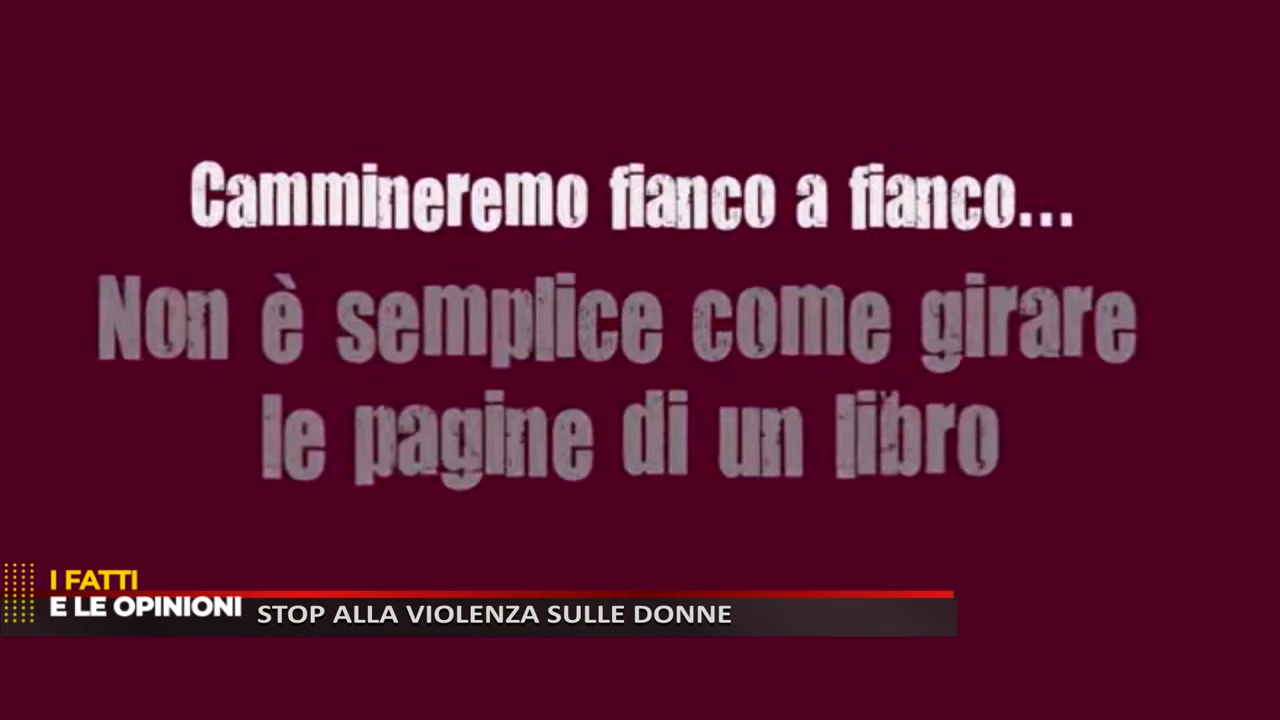 Cammineremo fianco a fianco...
Non è semplice come girare
le pagine di un libro
I FATTI
E LE OPINIONI
STOP ALLA VIOLENZA SULLE DONNE